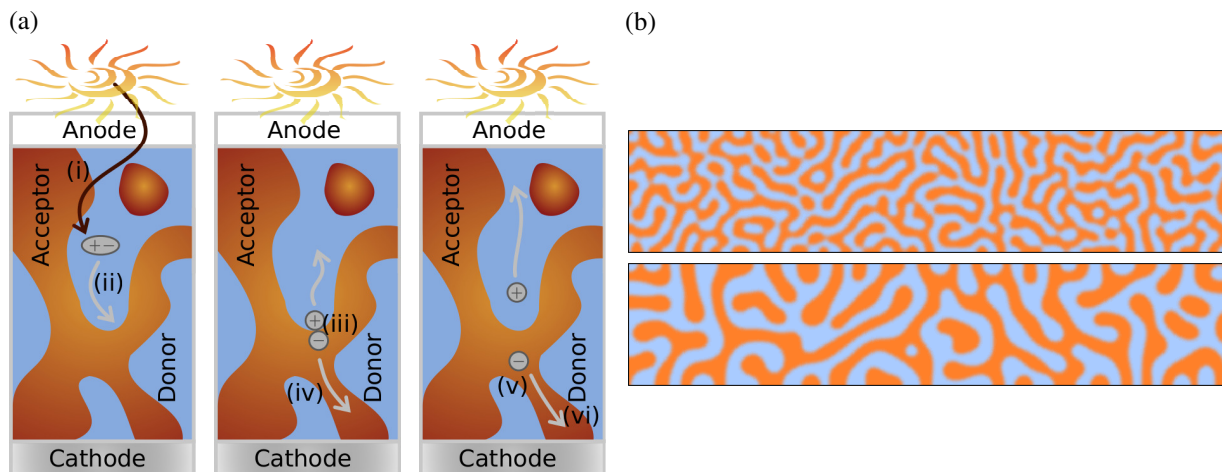 (a)
(b)
Anode
Anode
Anode
Acceptor
(i)
+ −
(ii)
Donor
Cathode
Acceptor
+
(iii)
−
(iv)
Donor
Cathode
Acceptor
+
−
(v)
(vi)
Donor
Cathode